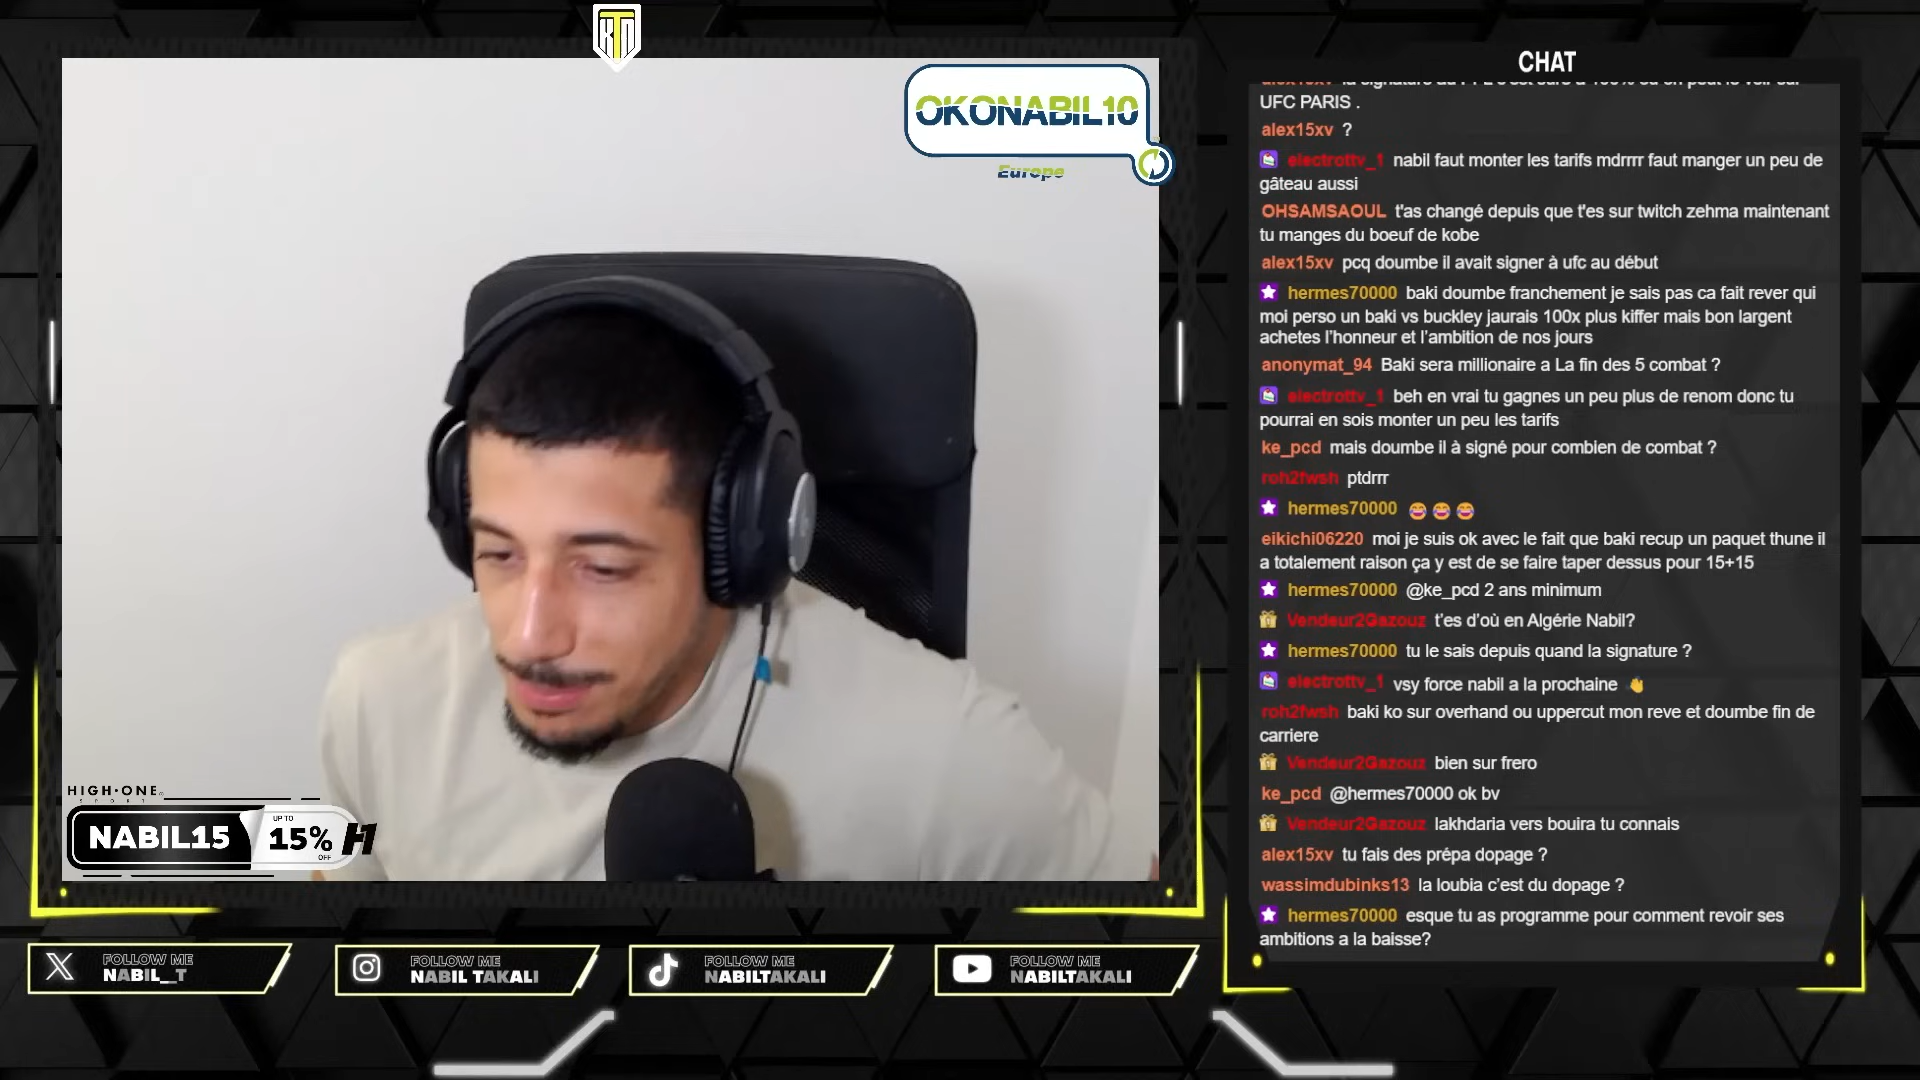 KTN
CHAT
OKONABIL10
Europe
UFC PARIS .
alex15xv ?
electrottv_1 nabil faut monter les tarifs mdrrrr faut manger un peu de
gâteau aussi
OHSAMSAOUL t'as changé depuis que t'es sur twitch zehma maintenant
tu manges du boeuf de kobe
alex15xv pcq doumbe il avait signer à ufc au début
hermes70000 baki doumbe franchement je sais pas ca fait rever qui
moi perso un baki vs buckley jaurais 100x plus kiffer mais bon largent
achetes l'honneur et l'ambition de nos jours
anonymat_94 Baki sera millionaire a La fin des 5 combat ?
electrottv_1 beh en vrai tu gagnes un peu plus de renom donc tu
pourrai en sois monter un peu les tarifs
ke_pcd mais doumbe il à signé pour combien de combat ?
roh2fwsh ptdrrr
hermes70000 😂 😂 😂
eikichi06220 moi je suis ok avec le fait que baki recup un paquet thune il
a totalement raison ça y est de se faire taper dessus pour 15+15
hermes70000 @ke_pcd 2 ans minimum
Vendeur2Gazouz t'es d'où en Algérie Nabil?
hermes70000 tu le sais depuis quand la signature ?
electrottv_1 vsy force nabil a la prochaine 👋
roh2fwsh baki ko sur overhand ou uppercut mon reve et doumbe fin de
carriere
Vendeur2Gazouz bien sur frero
ke_pcd @hermes70000 ok bv
Vendeur2Gazouz lakhdaria vers bouira tu connais
alex15xv tu fais des prépa dopage ?
wassimdubinks13 la loubia c'est du dopage ?
hermes70000 esque tu as programme pour comment revoir ses
ambitions a la baisse?
HIGH·ONE
SPORT
NABIL15
UP TO
15%
OFF
H1
FOLLOW ME
NABIL__T
FOLLOW ME
NABIL TAKALI
FOLLOW ME
NABILTAKALI
FOLLOW ME
NABILTAKALI